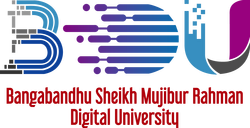 BDU
Bangabandhu Sheikh Mujibur Rahman
Digital University